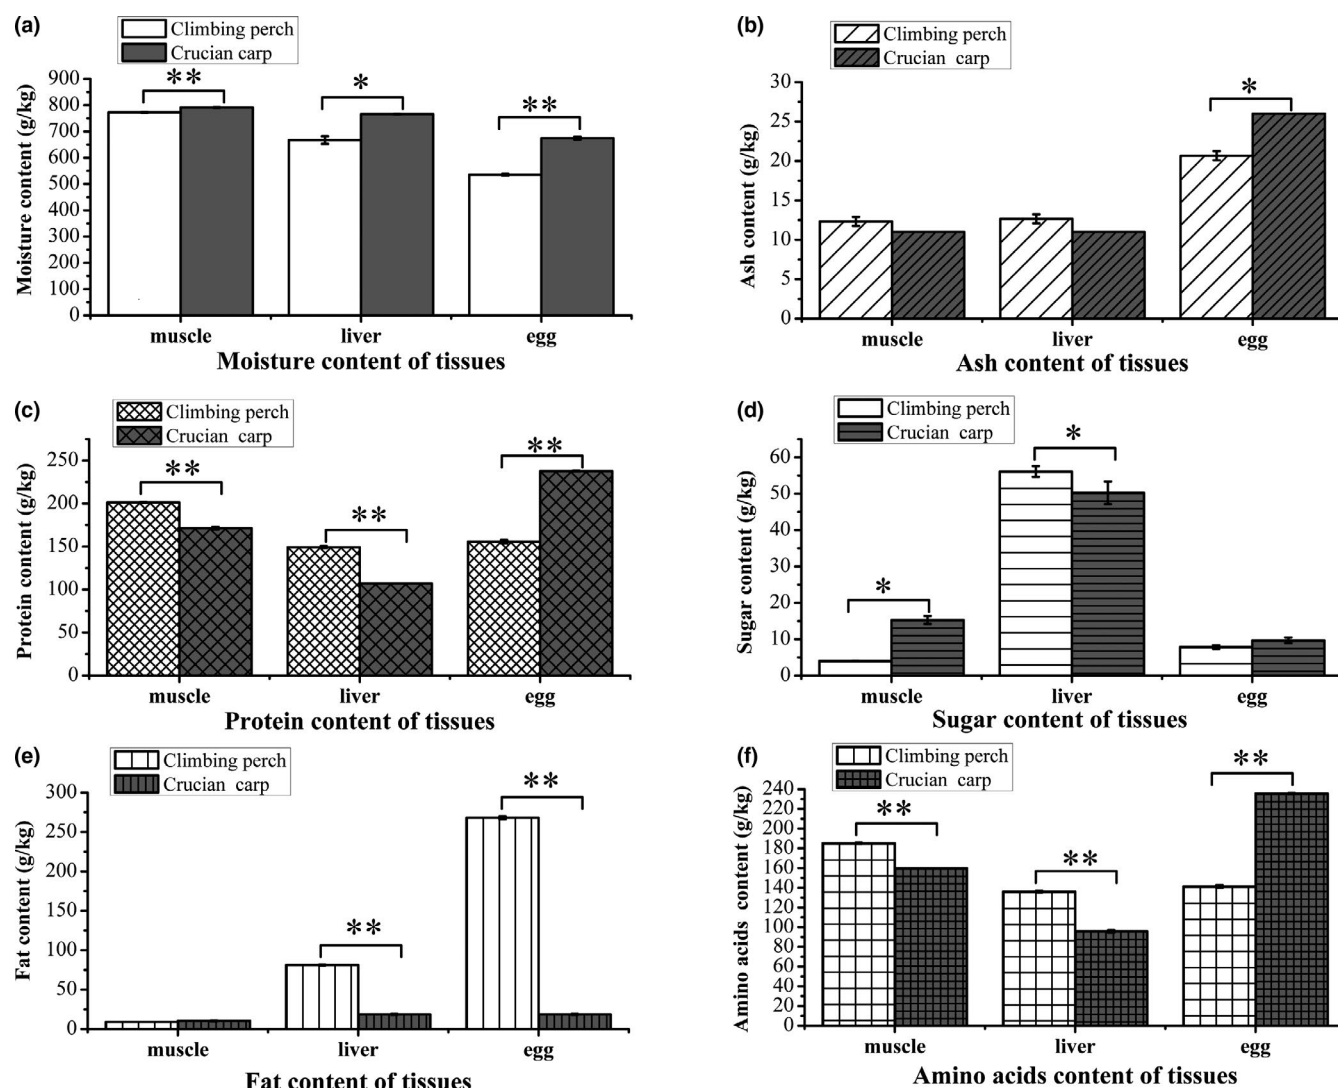 (a)
Climbing perch
Crucian carp
Moisture content (g/kg)
900
800
700
600
500
400
300
200
100
0
**
*
**
muscle liver egg
Moisture content of tissues
(b)
Climbing perch
Crucian carp
Ash content (g/kg)
30
25
20
15
10
5
0
*
muscle liver egg
Ash content of tissues
(c)
Climbing perch
Crucian carp
Protein content (g/kg)
250
200
150
100
50
0
**
**
**
muscle liver egg
Protein content of tissues
(d)
Climbing perch
Crucian carp
Sugar content (g/kg)
60
50
40
30
20
10
0
*
*
muscle liver egg
Sugar content of tissues
(e)
Climbing perch
Crucian carp
Fat content (g/kg)
300
250
200
150
100
50
0
**
**
muscle liver egg
Fat content of tissues
(f)
Climbing perch
Crucian carp
Amino acids content (g/kg)
240
220
200
180
160
140
120
100
80
60
40
20
0
**
**
**
muscle liver egg
Amino acids content of tissues